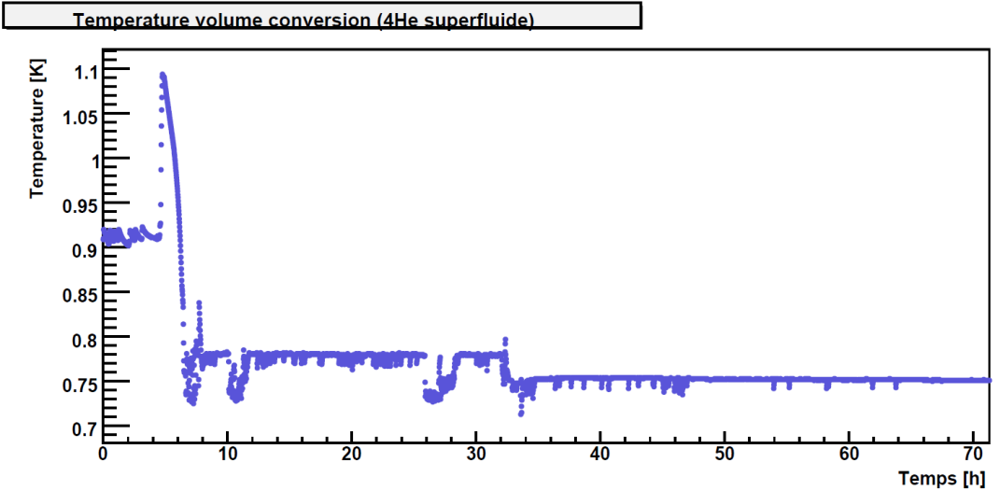 Temperature volume conversion (4He superfluide)
Temperature [K]
1.1
1.05
1
0.95
0.9
0.85
0.8
0.75
0.7
0 10 20 30 40 50 60 70
Temps [h]